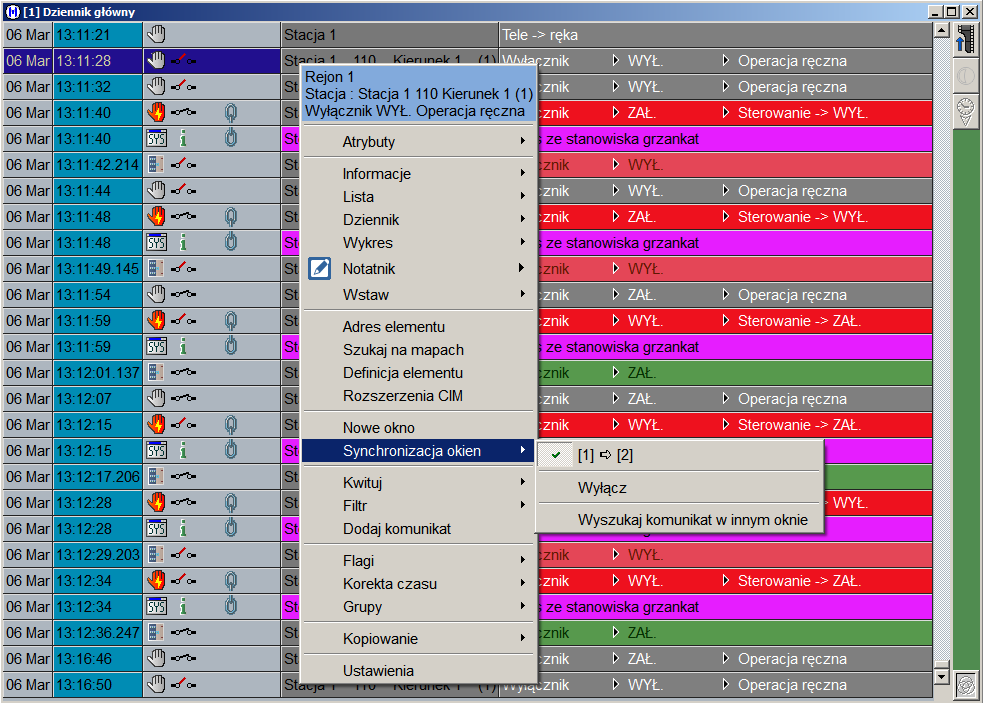 [1] Dziennik główny
06 Mar 13:11:21 Stacja 1 Tele -> ręka
06 Mar 13:11:28 Stacja 1 110 Kierunek 1 (1) Wyłącznik WYŁ. Operacja ręczna
06 Mar 13:11:32 WYŁ. Operacja ręczna
06 Mar 13:11:40 ZAŁ. Sterowanie -> WYŁ.
06 Mar 13:11:40 SYS i St s ze stanowiska grzankat
06 Mar 13:11:42.214 St cznik WYŁ.
06 Mar 13:11:44 St cznik WYŁ. Operacja ręczna
06 Mar 13:11:48 St cznik ZAŁ. Sterowanie -> WYŁ.
06 Mar 13:11:48 SYS i St s ze stanowiska grzankat
06 Mar 13:11:49.145 St cznik WYŁ.
06 Mar 13:11:54 St cznik ZAŁ. Operacja ręczna
06 Mar 13:11:59 St cznik ZAŁ. Sterowanie -> ZAŁ.
06 Mar 13:11:59 SYS i St s ze stanowiska grzankat
06 Mar 13:12:01.137 St cznik ZAŁ.
06 Mar 13:12:07 St cznik ZAŁ. Operacja ręczna
06 Mar 13:12:15 St cznik WYŁ. Sterowanie -> ZAŁ.
06 Mar 13:12:15 SYS i St
06 Mar 13:12:17.206 St
06 Mar 13:12:28 St WYŁ.
06 Mar 13:12:28 SYS i St
06 Mar 13:12:29.203 St cznik WYŁ.
06 Mar 13:12:34 St cznik WYŁ. Sterowanie -> ZAŁ.
06 Mar 13:12:34 SYS i St s ze stanowiska grzankat
06 Mar 13:12:36.247 St cznik ZAŁ.
06 Mar 13:16:46 St cznik ZAŁ. Operacja ręczna
06 Mar 13:16:50 Stacja 1 110 Kierunek 1 (1) Wyłącznik WYŁ. Operacja ręczna
Rejon 1
Stacja : Stacja 1 110 Kierunek 1 (1)
Wyłącznik WYŁ. Operacja ręczna
Atrybuty
Informacje
Lista
Dziennik
Wykres
Notatnik
Wstaw
Adres elementu
Szukaj na mapach
Definicja elementu
Rozszerzenia CIM
Nowe okno
Synchronizacja okien
Kwituj
Filtr
Dodaj komunikat
Flagi
Korekta czasu
Grupy
Kopiowanie
Ustawienia
[1] ⇨ [2]
Wyłącz
Wyszukaj komunikat w innym oknie